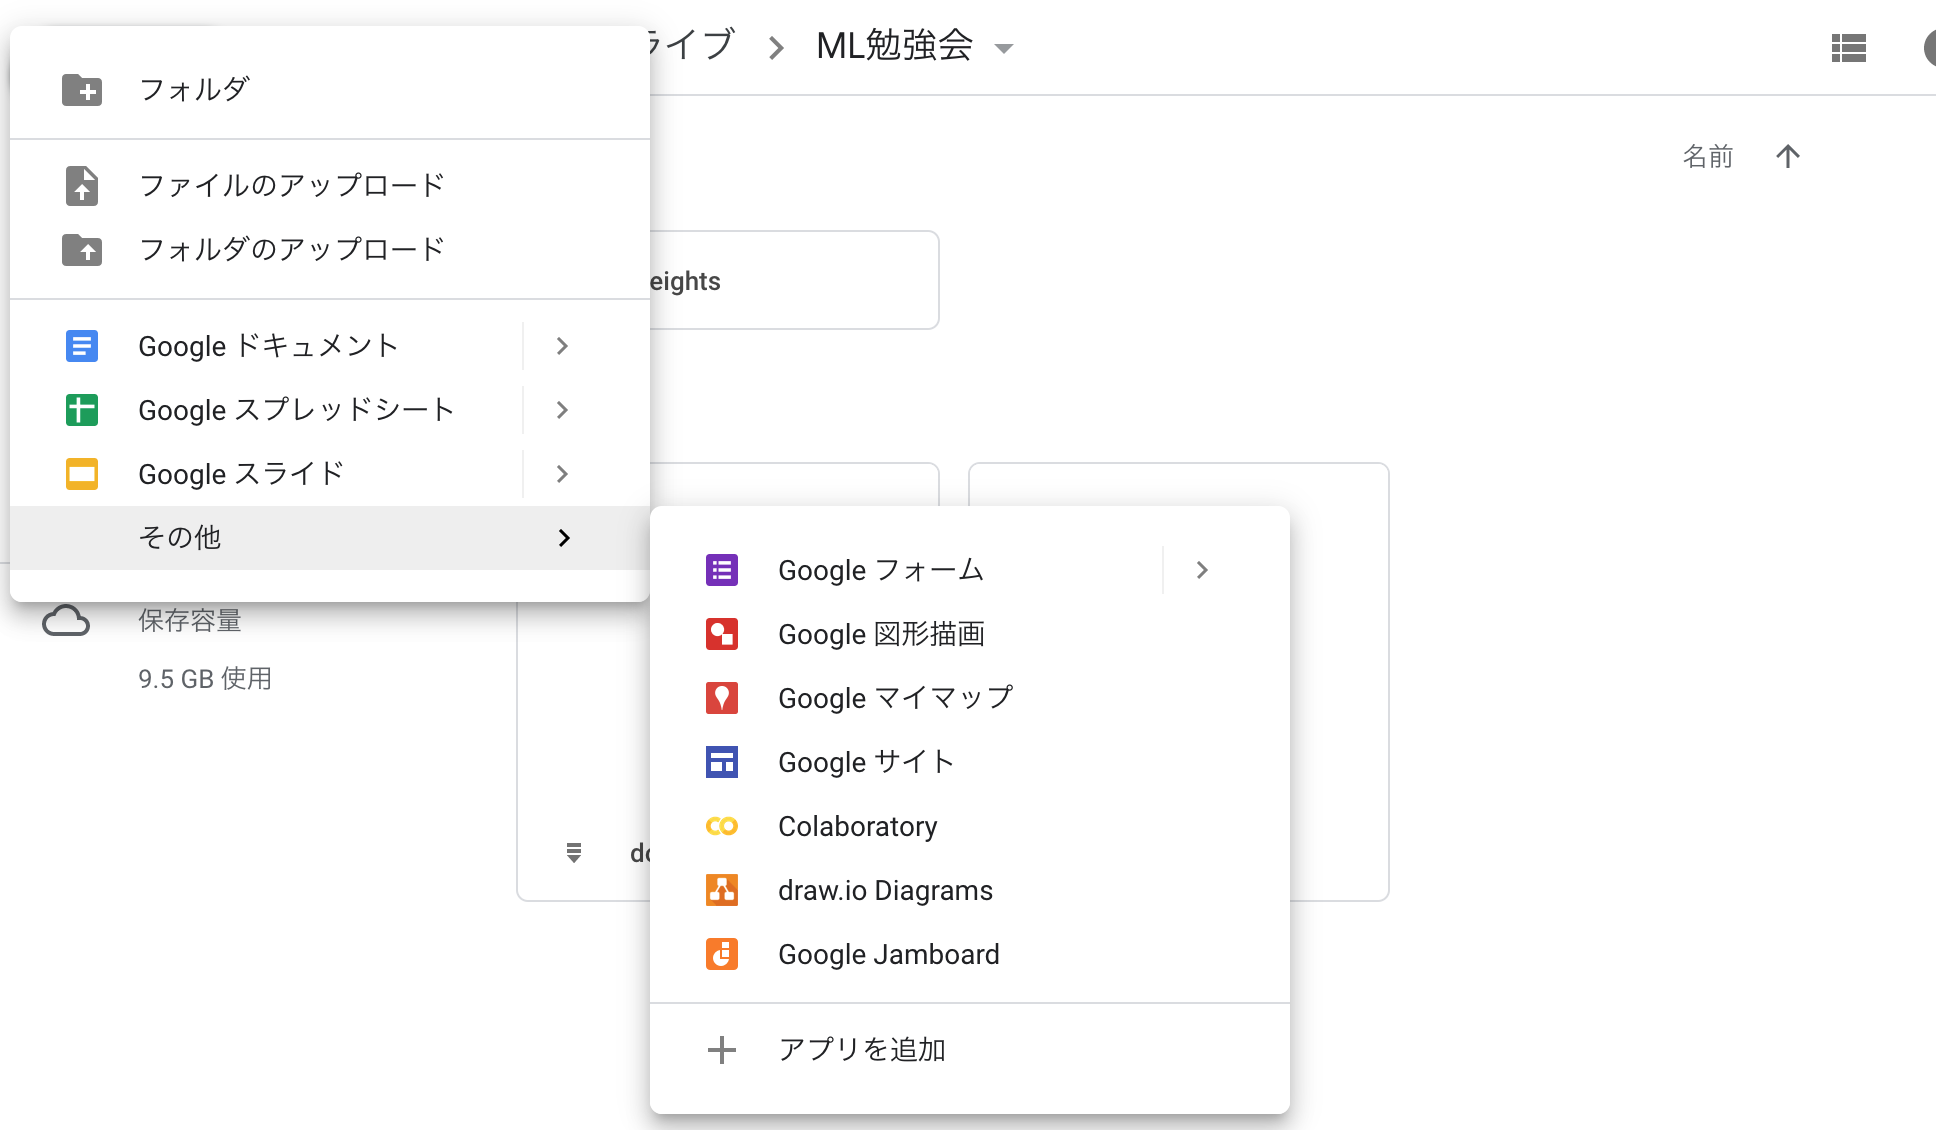 ライブ
ML勉強会
フォルダ
ファイルのアップロード
フォルダのアップロード
Google ドキュメント
Google スプレッドシート
Google スライド
その他
名前
eights
保存容量
9.5 GB 使用
Google フォーム
Google 図形描画
Google マイマップ
Google サイト
Colaboratory
draw.io Diagrams
Google Jamboard
アプリを追加